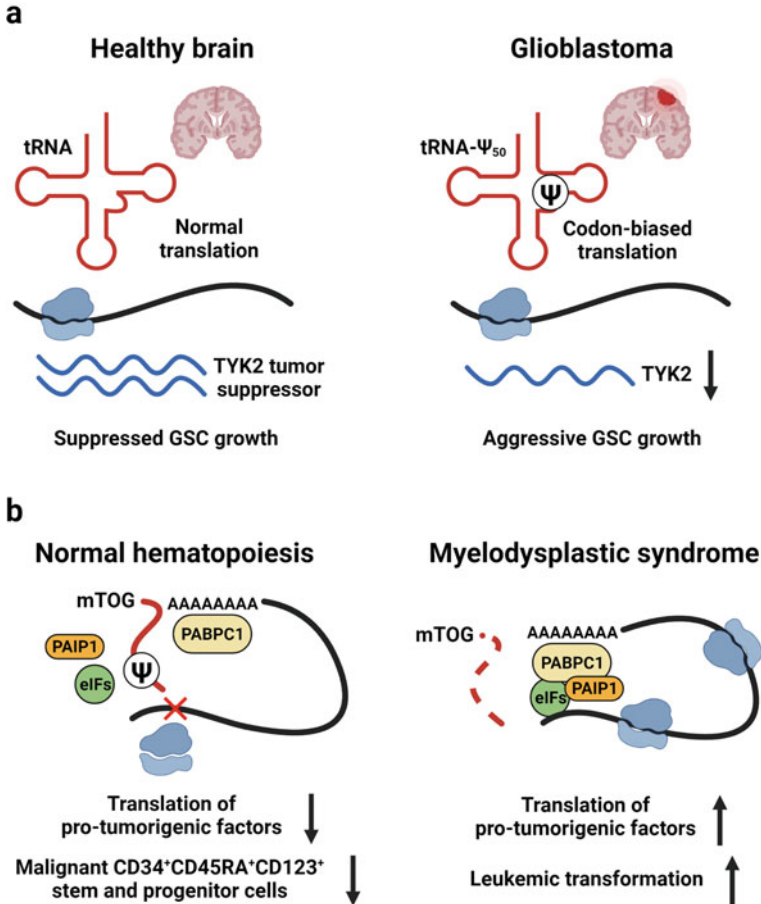 a
Healthy brain
Glioblastoma
tRNA
tRNA-Ψ₅₀
Ψ
Normal
translation
Codon-biased
translation
TYK2 tumor
suppressor
TYK2
Suppressed GSC growth
Aggressive GSC growth
b
Normal hematopoiesis
Myelodysplastic syndrome
mTOG
AAAAAAAA
PABPC1
PAIP1
eIFs
Ψ
mTOG
AAAAAAAA
PABPC1
eIFs
PAIP1
Translation of
pro-tumorigenic factors
Malignant CD34⁺CD45RA⁺CD123⁺
stem and progenitor cells
Translation of
pro-tumorigenic factors
Leukemic transformation